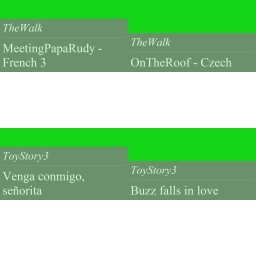 TheWalk
MeetingPapaRudy -
French 3
TheWalk
OnTheRoof - Czech
ToyStory3
Venga conmigo,
señorita
ToyStory3
Buzz falls in love